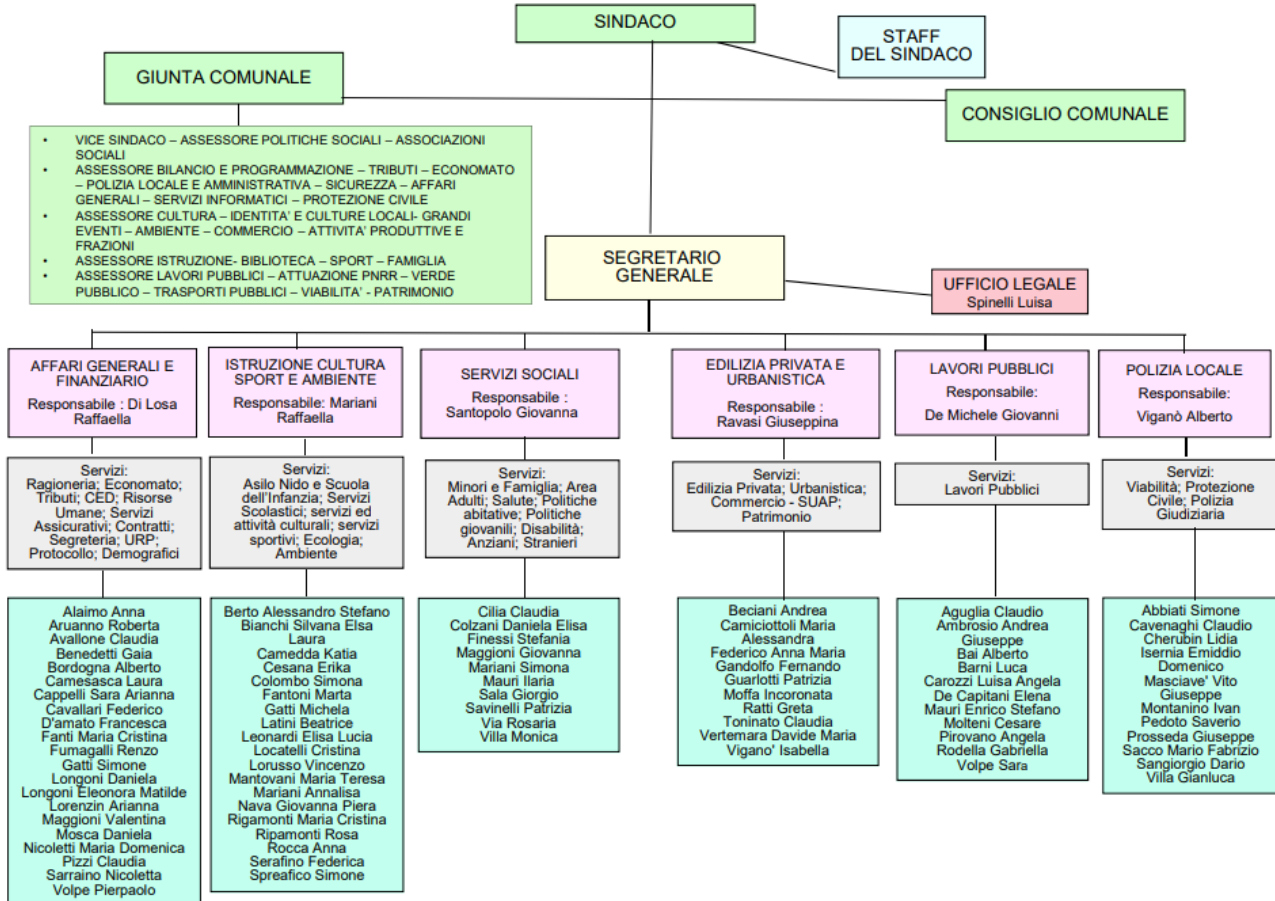 SINDACO
STAFF
DEL SINDACO
GIUNTA COMUNALE
CONSIGLIO COMUNALE
• VICE SINDACO – ASSESSORE POLITICHE SOCIALI – ASSOCIAZIONI
SOCIALI
• ASSESSORE BILANCIO E PROGRAMMAZIONE – TRIBUTI – ECONOMATO
– POLIZIA LOCALE E AMMINISTRATIVA – SICUREZZA – AFFARI
GENERALI – SERVIZI INFORMATICI – PROTEZIONE CIVILE
• ASSESSORE CULTURA – IDENTITA' E CULTURE LOCALI- GRANDI
EVENTI – AMBIENTE – COMMERCIO – ATTIVITA' PRODUTTIVE E
FRAZIONI
• ASSESSORE ISTRUZIONE- BIBLIOTECA – SPORT – FAMIGLIA
• ASSESSORE LAVORI PUBBLICI – ATTUAZIONE PNRR – VERDE
PUBBLICO – TRASPORTI PUBBLICI – VIABILITA' - PATRIMONIO
SEGRETARIO
GENERALE
UFFICIO LEGALE
Spinelli Luisa
AFFARI GENERALI E
FINANZIARIO
Responsabile : Di Losa
Raffaella
Servizi:
Ragioneria; Economato;
Tributi; CED; Risorse
Umane; Servizi
Assicurativi; Contratti;
Segreteria; URP;
Protocollo; Demografici
Alaimo Anna
Aruanno Roberta
Avallone Claudia
Benedetti Gaia
Bordogna Alberto
Camesasca Laura
Cappelli Sara Arianna
Cavallari Federico
D'amato Francesca
Fanti Maria Cristina
Fumagalli Renzo
Gatti Simone
Longoni Daniela
Longoni Eleonora Matilde
Lorenzin Arianna
Maggioni Valentina
Mosca Daniela
Nicoletti Maria Domenica
Pizzi Claudia
Sarraino Nicoletta
Volpe Pierpaolo
ISTRUZIONE CULTURA
SPORT E AMBIENTE
Responsabile: Mariani
Raffaella
Servizi:
Asilo Nido e Scuola
dell'Infanzia; Servizi
Scolastici; servizi ed
attività culturali; servizi
sportivi; Ecologia;
Ambiente
Berto Alessandro Stefano
Bianchi Silvana Elsa
Laura
Camedda Katia
Cesana Erika
Colombo Simona
Fantoni Marta
Gatti Michela
Latini Beatrice
Leonardi Elisa Lucia
Locatelli Cristina
Lorusso Vincenzo
Mantovani Maria Teresa
Mariani Annalisa
Nava Giovanna Piera
Rigamonti Maria Cristina
Ripamonti Rosa
Rocca Anna
Serafino Federica
Spreafico Simone
SERVIZI SOCIALI
Responsabile :
Santopolo Giovanna
Servizi:
Minori e Famiglia; Area
Adulti; Salute; Politiche
abitative; Politiche
giovanili; Disabilità;
Anziani; Stranieri
Cilia Claudia
Colzani Daniela Elisa
Finessi Stefania
Maggioni Giovanna
Mariani Simona
Mauri Ilaria
Sala Giorgio
Savinelli Patrizia
Via Rosaria
Villa Monica
EDILIZIA PRIVATA E
URBANISTICA
Responsabile :
Ravasi Giuseppina
Servizi:
Edilizia Privata; Urbanistica;
Commercio - SUAP;
Patrimonio
Beciani Andrea
Camiciottoli Maria
Alessandra
Federico Anna Maria
Gandolfo Fernando
Guarlotti Patrizia
Moffa Incoronata
Ratti Greta
Toninato Claudia
Vertemara Davide Maria
Vigano' Isabella
LAVORI PUBBLICI
Responsabile:
De Michele Giovanni
Servizi:
Lavori Pubblici
Aguglia Claudio
Ambrosio Andrea
Giuseppe
Bai Alberto
Barni Luca
Carozzi Luisa Angela
De Capitani Elena
Mauri Enrico Stefano
Molteni Cesare
Pirovano Angela
Rodella Gabriella
Volpe Sara
POLIZIA LOCALE
Responsabile:
Viganò Alberto
Servizi:
Viabilità; Protezione
Civile; Polizia
Giudiziaria
Abbiati Simone
Cavenaghi Claudio
Cherubin Lidia
Isernia Emiddio
Domenico
Masciave' Vito
Giuseppe
Montanino Ivan
Pedoto Saverio
Prosseda Giuseppe
Sacco Mario Fabrizio
Sangiorgio Dario
Villa Gianluca